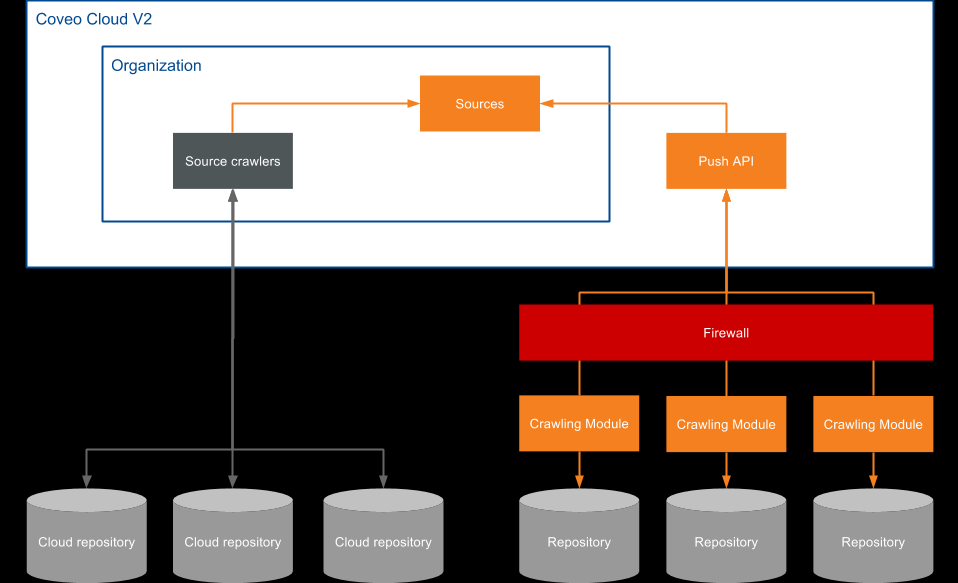 Coveo Cloud V2
Organization
Sources
Source crawlers
Push API
Firewall
Crawling Module
Crawling Module
Crawling Module
Cloud repository
Cloud repository
Cloud repository
Repository
Repository
Repository